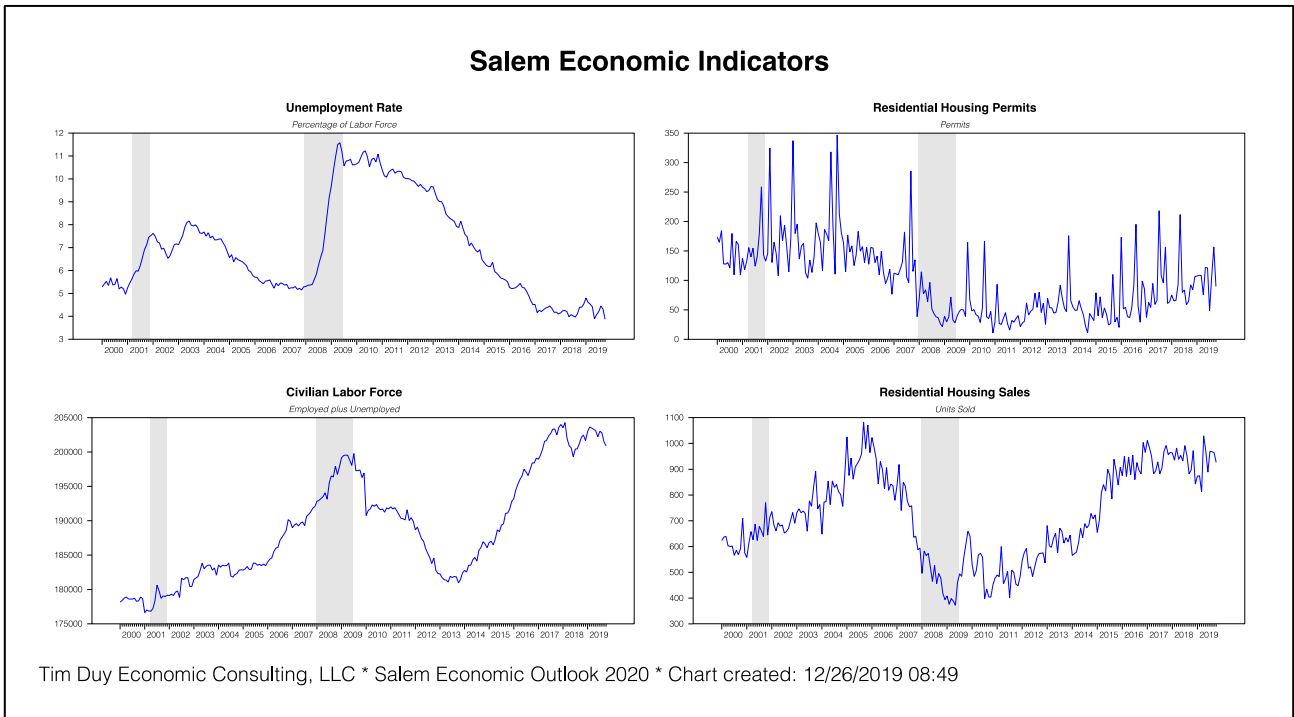 Salem Economic Indicators
Unemployment Rate
Percentage of Labor Force
12
11
10
9
8
7
6
5
4
3
2000 2001 2002 2003 2004 2005 2006 2007 2008 2009 2010 2011 2012 2013 2014 2015 2016 2017 2018 2019
Residential Housing Permits
Permits
350
300
250
200
150
100
50
0
2000 2001 2002 2003 2004 2005 2006 2007 2008 2009 2010 2011 2012 2013 2014 2015 2016 2017 2018 2019
Civilian Labor Force
Employed plus Unemployed
205000
200000
195000
190000
185000
180000
175000
2000 2001 2002 2003 2004 2005 2006 2007 2008 2009 2010 2011 2012 2013 2014 2015 2016 2017 2018 2019
Residential Housing Sales
Units Sold
1100
1000
900
800
700
600
500
400
300
2000 2001 2002 2003 2004 2005 2006 2007 2008 2009 2010 2011 2012 2013 2014 2015 2016 2017 2018 2019
Tim Duy Economic Consulting, LLC * Salem Economic Outlook 2020 * Chart created: 12/26/2019 08:49